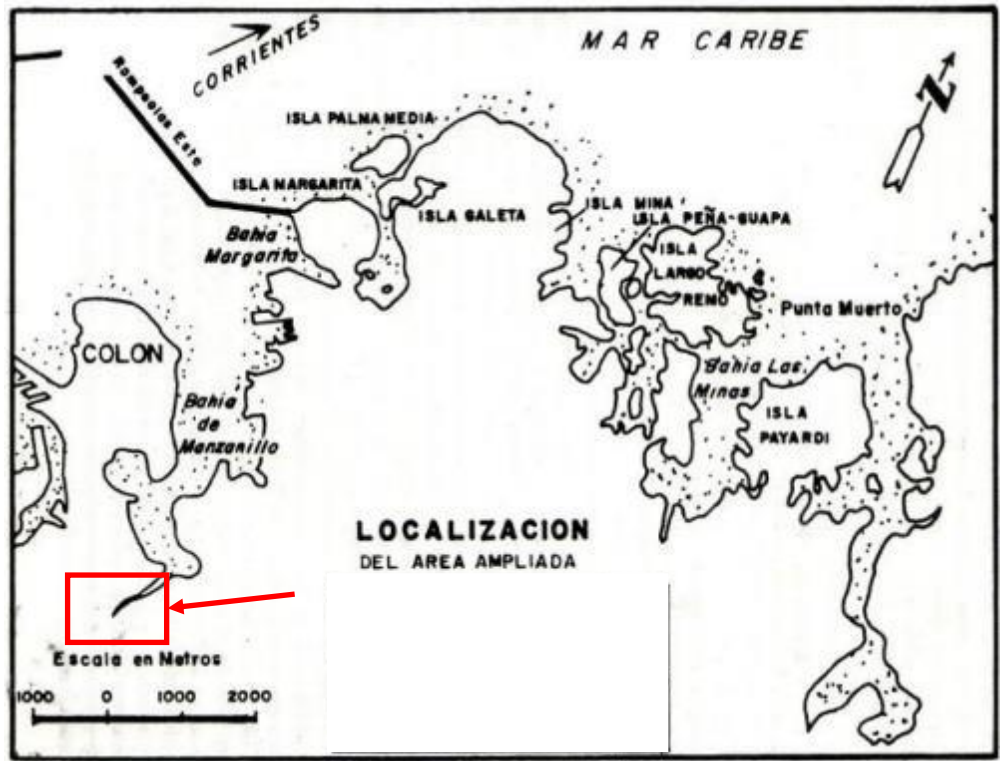 MAR CARIBE
CORRIENTES
N
Rompeolas Este
ISLA PALMA MEDIA
ISLA MARGARITA
ISLA GALETA
ISLA MINA
ISLA PEÑA-GUAPA
Bahia
Margarita
ISLA
LARGO
REMO
Punta Muerto
COLON
Bahia Las
Minas
Bahia
de
Manzanillo
ISLA
PAYARDI
LOCALIZACION
DEL AREA AMPLIADA
Escala en Metros
1000 0 1000 2000